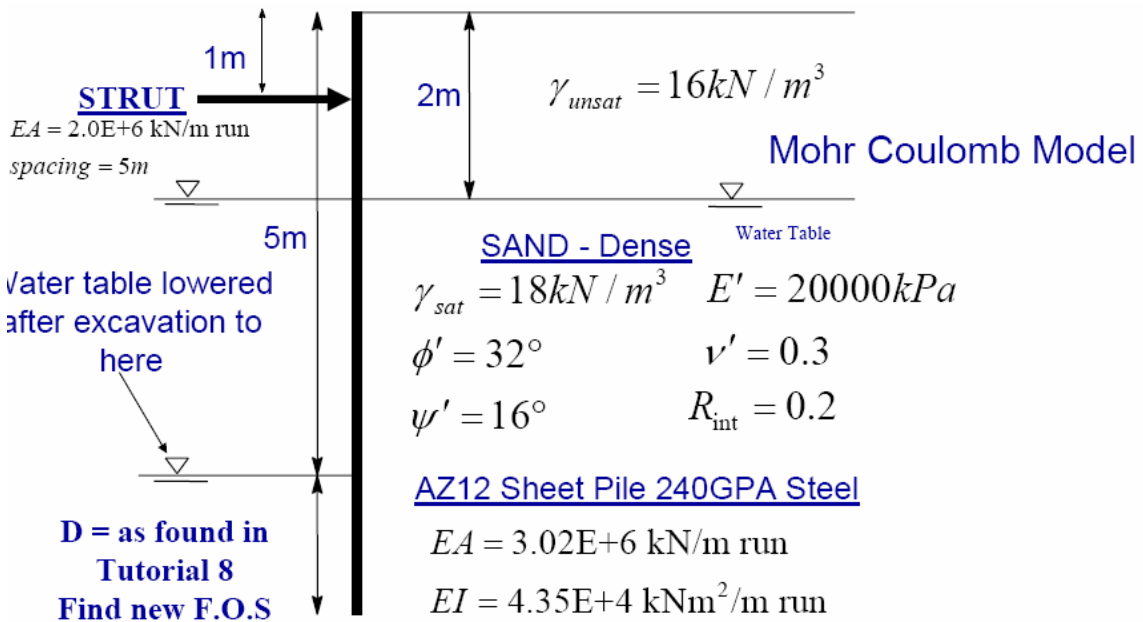 1m
STRUT
EA = 2.0E+6 kN/m run
spacing = 5m
2m
γunsat = 16kN / m³
Mohr Coulomb Model
5m
Water Table
SAND - Dense
γsat = 18kN / m³
E' = 20000kPa
ϕ' = 32°
ν' = 0.3
ψ' = 16°
Rint = 0.2
Vater table lowered
after excavation to
here
AZ12 Sheet Pile 240GPA Steel
EA = 3.02E+6 kN/m run
EI = 4.35E+4 kNm²/m run
D = as found in
Tutorial 8
Find new F.O.S